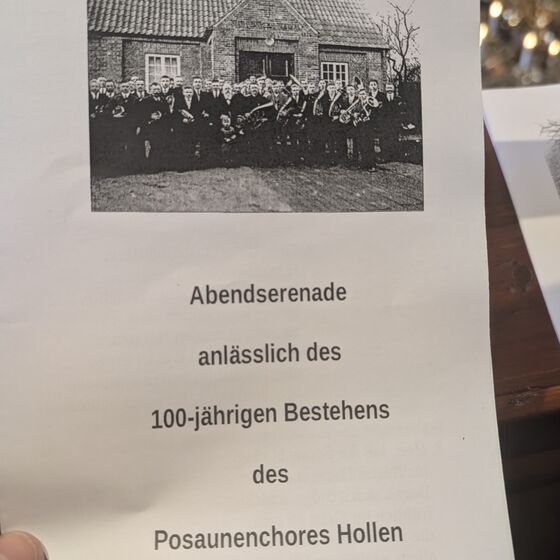 Abendserenade
anlässlich des
100-jährigen Bestehens
des
Posaunenchores Hollen